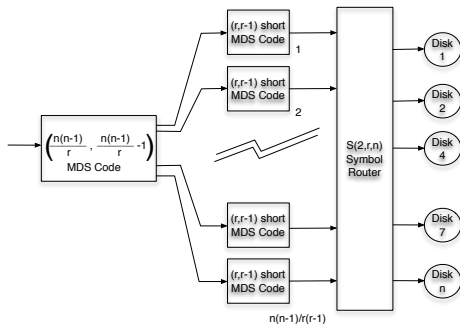 (r,r-1) short
MDS Code
1
(r,r-1) short
MDS Code
2
(n(n-1)/r , n(n-1)/r -1)
MDS Code
(r,r-1) short
MDS Code
(r,r-1) short
MDS Code
n(n-1)/r(r-1)
S(2,r,n)
Symbol
Router
Disk
1
Disk
2
Disk
4
Disk
7
Disk
n